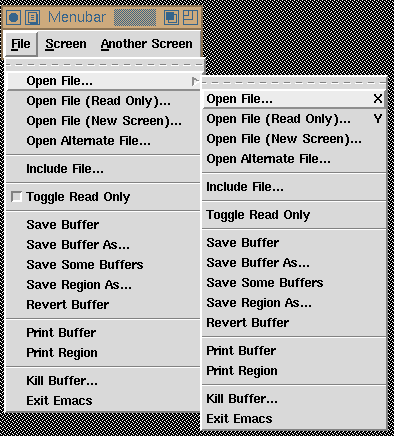 Menubar
File Screen Another Screen
Open File...
Open File (Read Only)...
Open File (New Screen)...
Open Alternate File...
Include File...
Toggle Read Only
Save Buffer
Save Buffer As...
Save Some Buffers
Save Region As...
Revert Buffer
Print Buffer
Print Region
Kill Buffer...
Exit Emacs
Open File... X
Open File (Read Only)... Y
Open File (New Screen)...
Open Alternate File...
Include File...
Toggle Read Only
Save Buffer
Save Buffer As...
Save Some Buffers
Save Region As...
Revert Buffer
Print Buffer
Print Region
Kill Buffer...
Exit Emacs